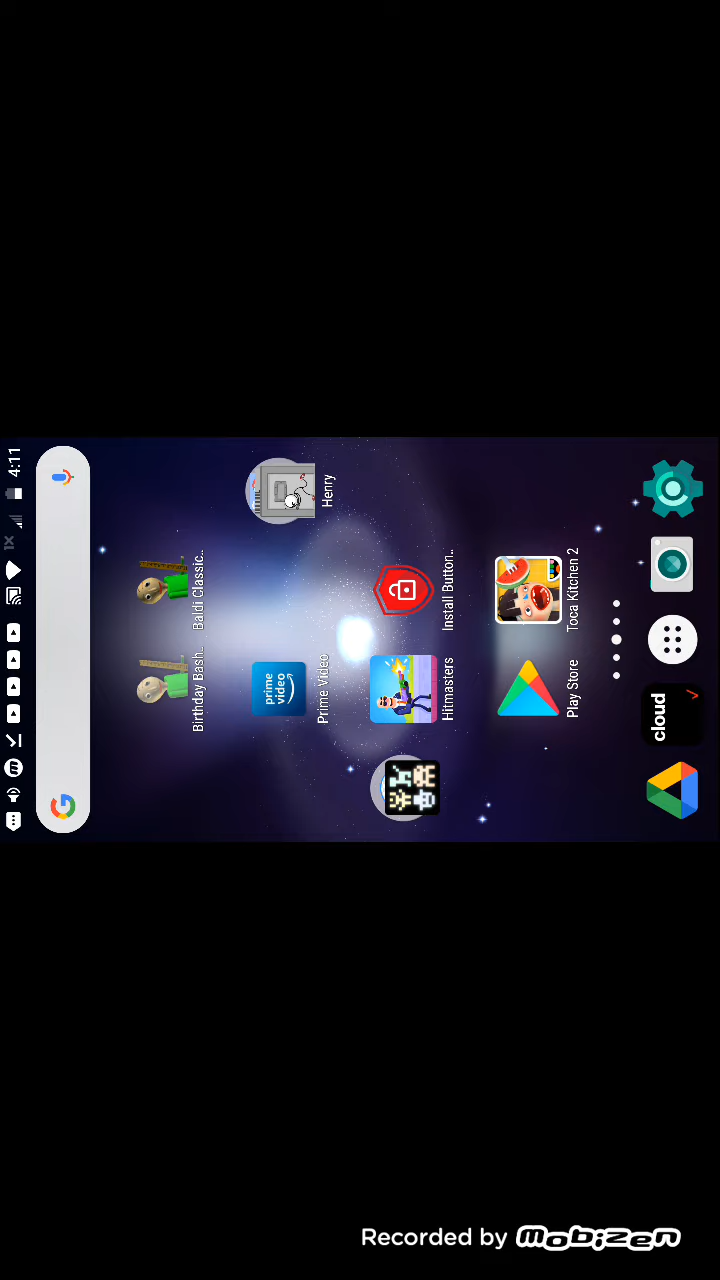 4:11
1x
Birthday Bash..
Baldi Classic..
prime video
Prime Video
Henry
Hitmasters
Install Button..
Play Store
Toca Kitchen 2
cloud
Recorded by mobizen